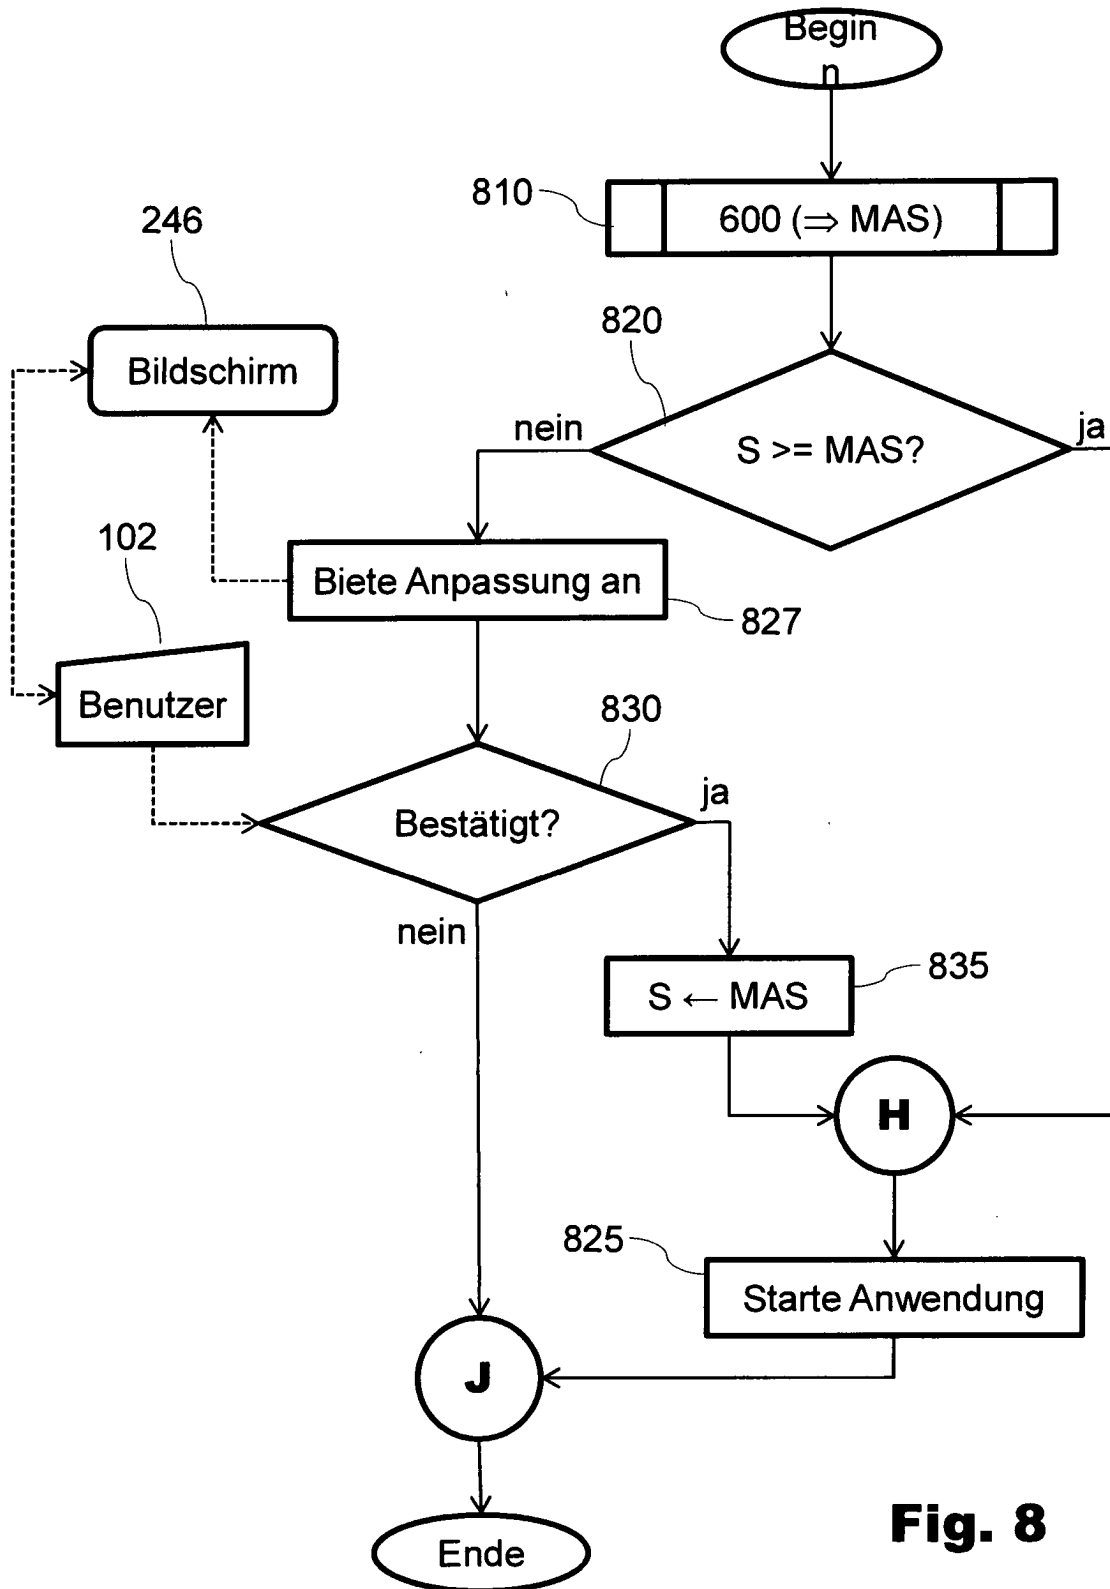 Begin
n
810
600 (⇒ MAS)
246
820
Bildschirm
nein
S >= MAS?
ja
102
Biete Anpassung an
827
Benutzer
830
ja
Bestätigt?
nein
835
S ← MAS
H
825
Starte Anwendung
J
Ende
Fig. 8